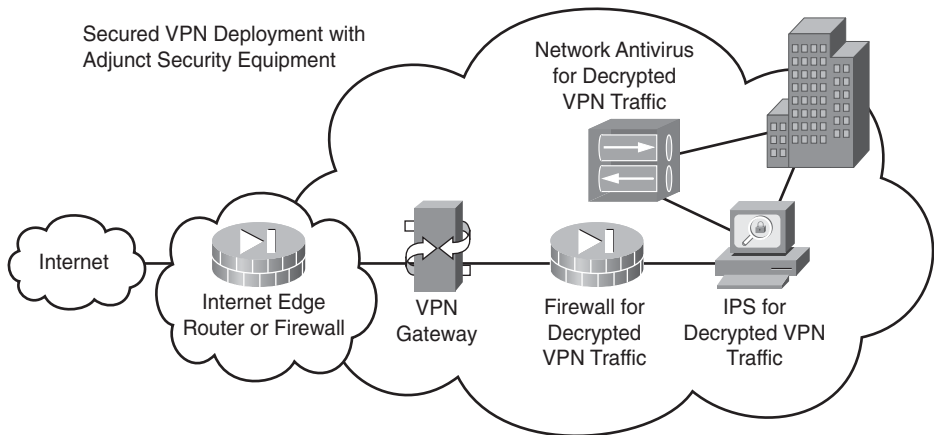 Secured VPN Deployment with
Adjunct Security Equipment
Network Antivirus
for Decrypted
VPN Traffic
Internet
Internet Edge
Router or Firewall
VPN
Gateway
Firewall for
Decrypted
VPN Traffic
IPS for
Decrypted VPN
Traffic